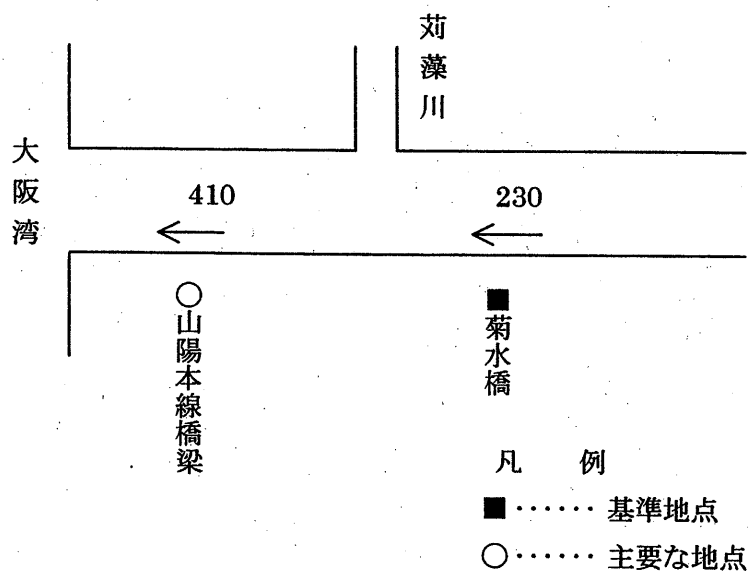 苅藻川
大阪湾
410
230
山陽本線橋梁
菊水橋
凡 例
■‥‥‥ 基準地点
○‥‥‥ 主要な地点